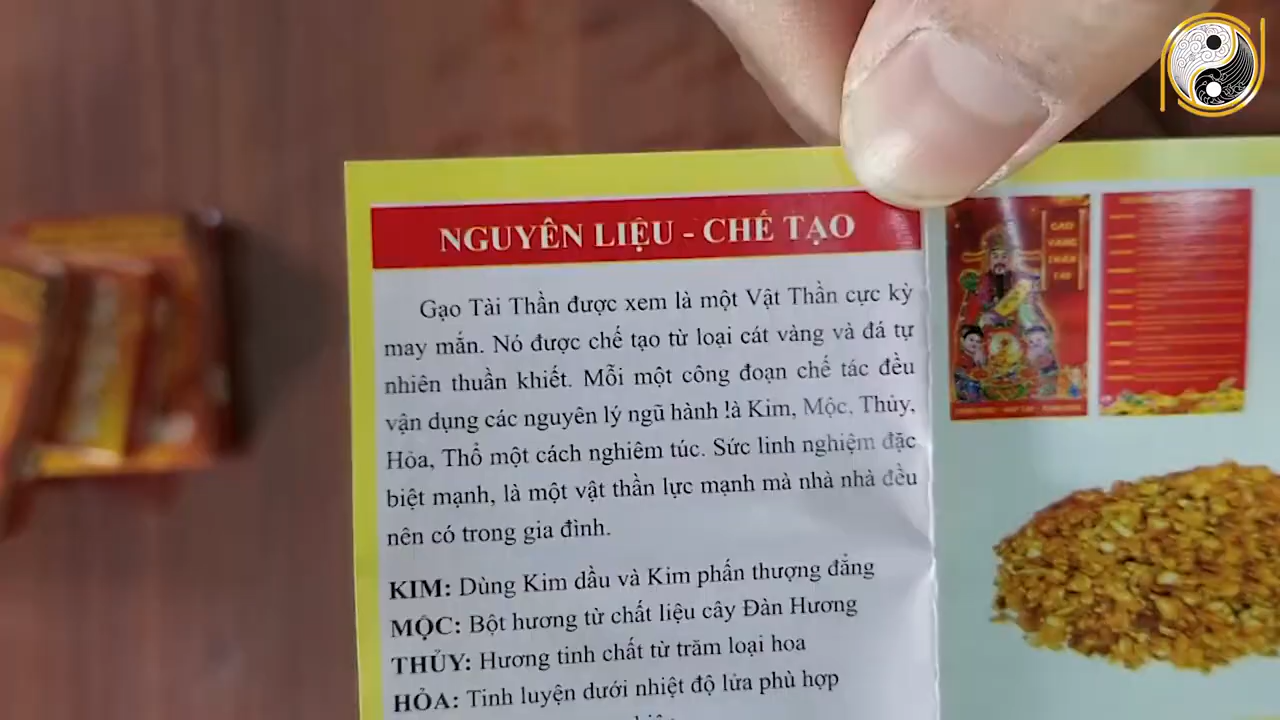 NGUYÊN LIỆU - CHẾ TẠO
Gạo Tài Thần được xem là một Vật Thần cực kỳ
may mắn. Nó được chế tạo từ loại cát vàng và đá tự
nhiên thuần khiết. Mỗi một công đoạn chế tác đều
vận dụng các nguyên lý ngũ hành là Kim, Mộc, Thủy,
Hỏa, Thổ một cách nghiêm túc. Sức linh nghiệm đặc
biệt mạnh, là một vật thần lực mạnh mà nhà nhà đều
nên có trong gia đình.
KIM: Dùng Kim dầu và Kim phấn thượng đẳng
MỘC: Bột hương từ chất liệu cây Đàn Hương
THỦY: Hương tinh chất từ trăm loại hoa
HỎA: Tinh luyện dưới nhiệt độ lửa phù hợp
GẠO
VÀNG
THẦN
TÀI